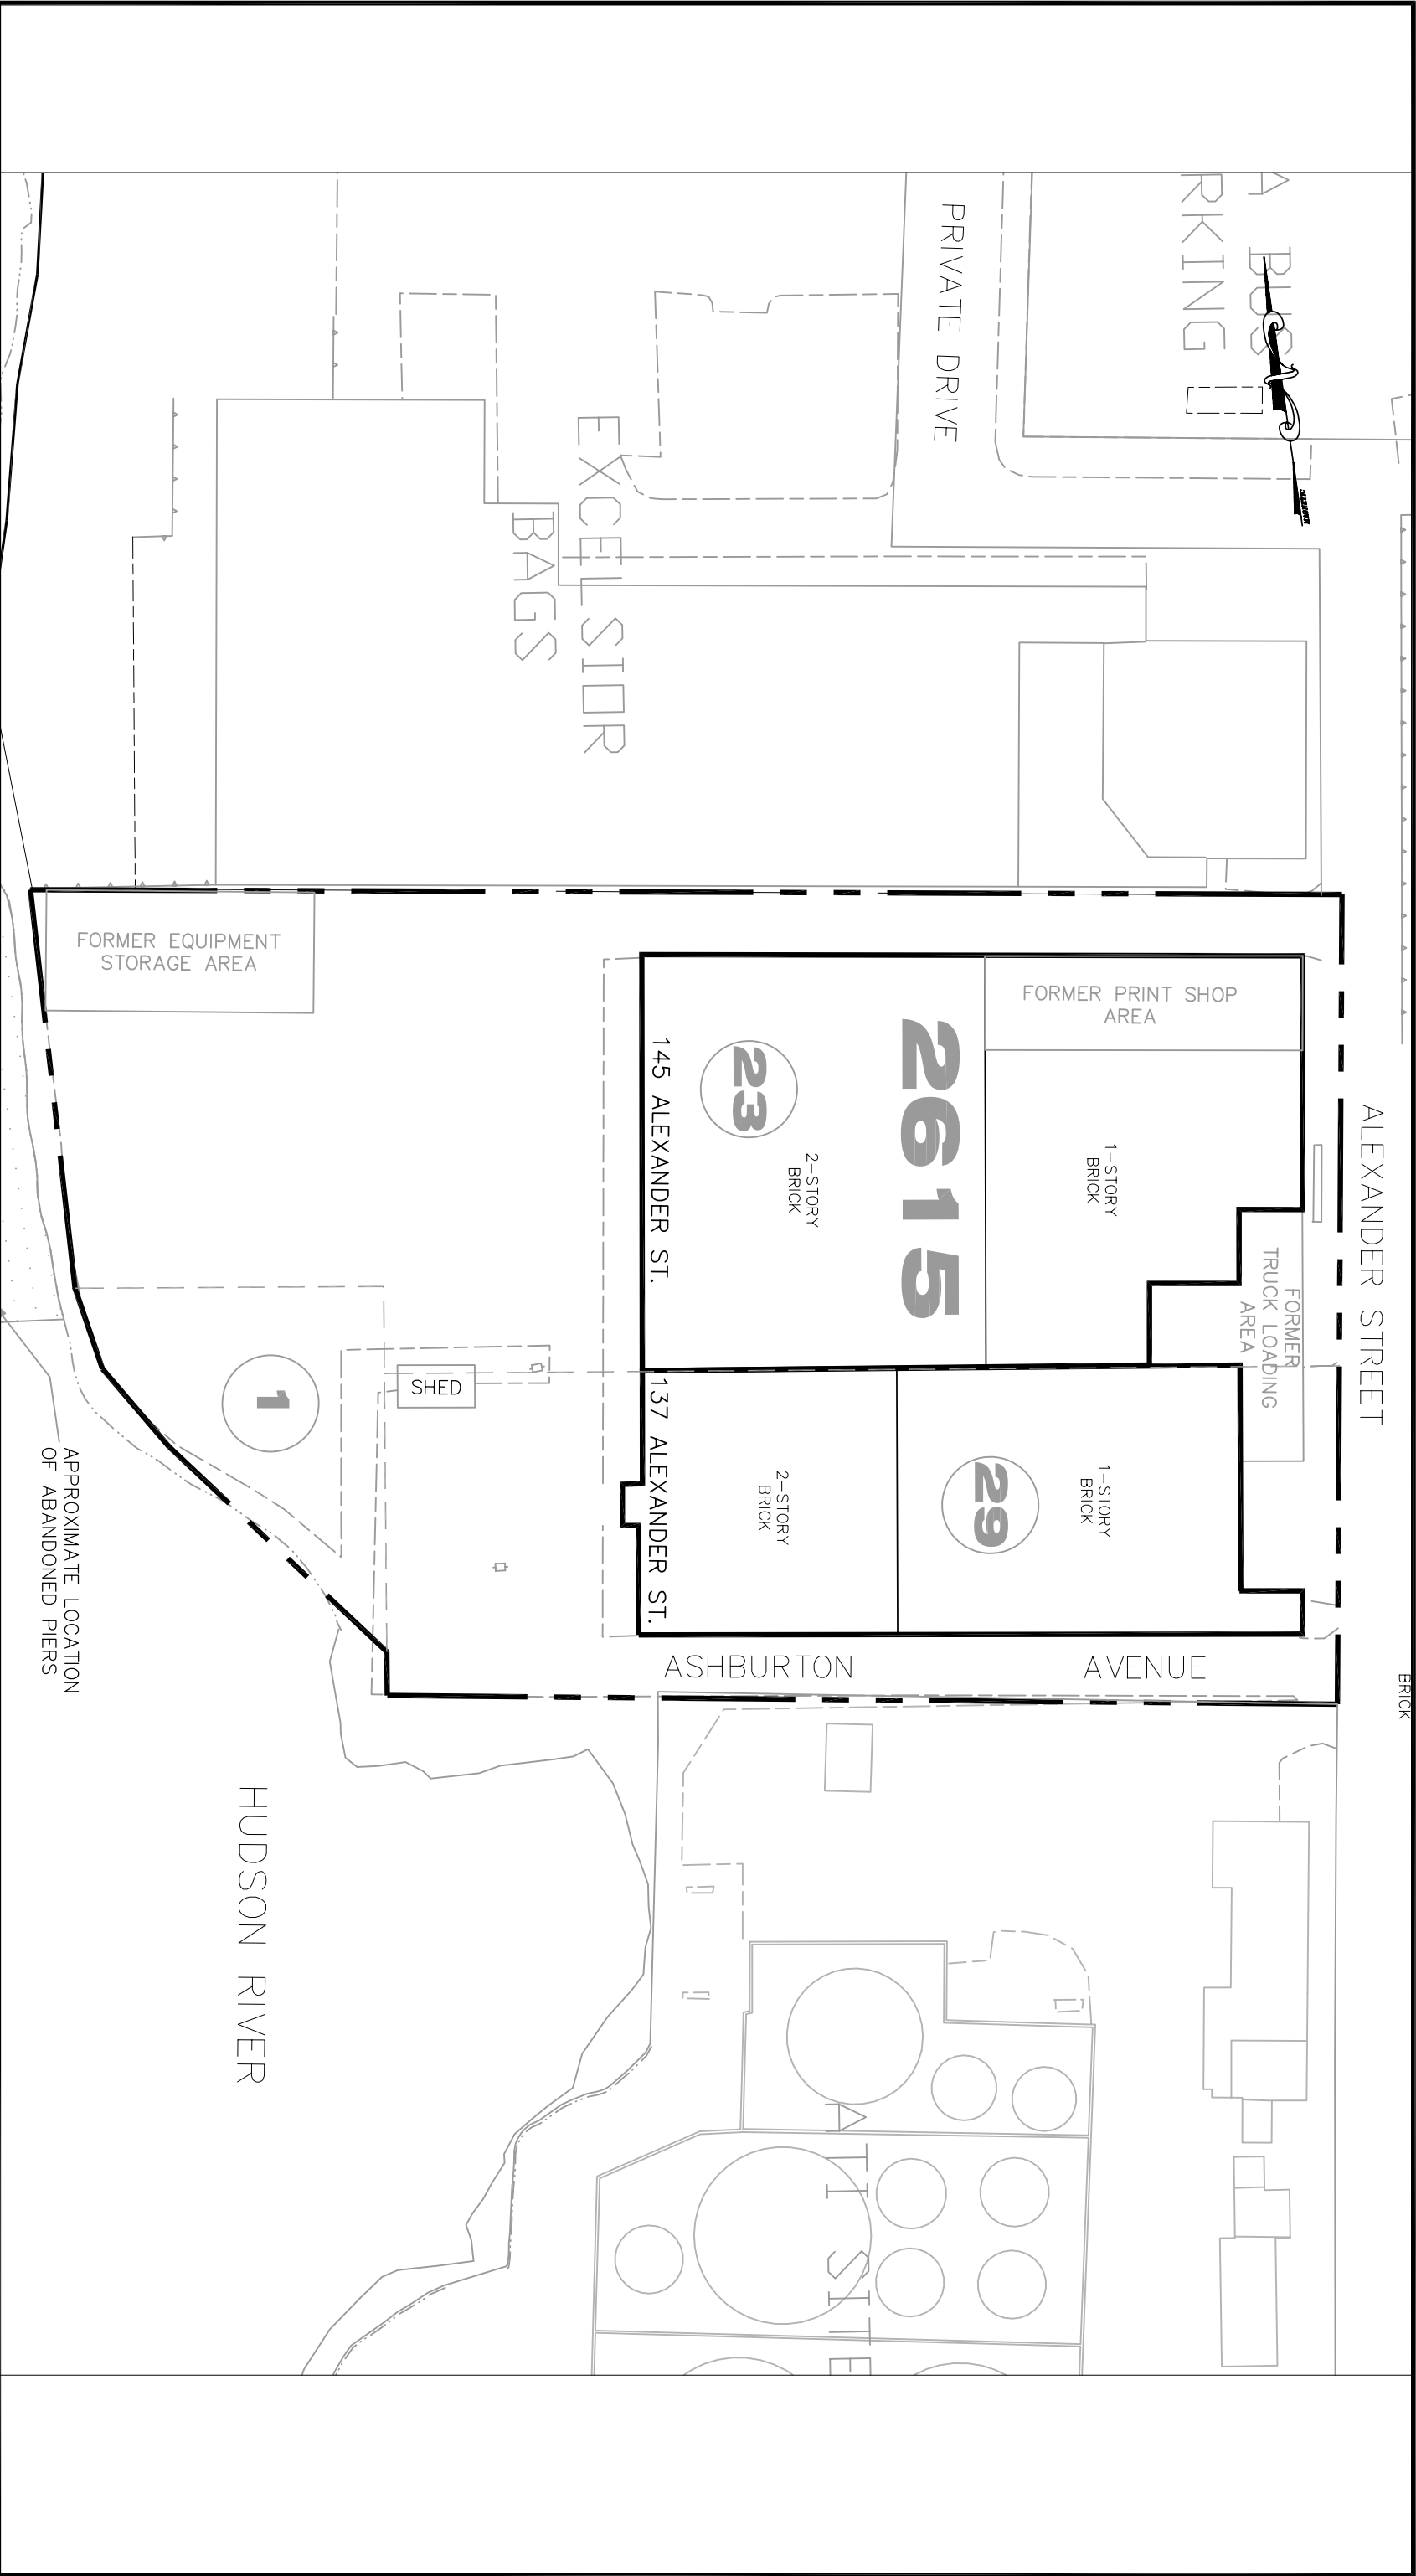 A BUS
RKING
PRIVATE DRIVE
EXCELSIOR
BAGS
FORMER EQUIPMENT
STORAGE AREA
FORMER PRINT SHOP
AREA
ALEXANDER STREET
2615
23
145 ALEXANDER ST.
2-STORY
BRICK
1-STORY
BRICK
FORMER
TRUCK LOADING
AREA
1
SHED
137 ALEXANDER ST.
2-STORY
BRICK
29
1-STORY
BRICK
APPROXIMATE LOCATION
OF ABANDONED PIERS
ASHBURTON AVENUE
BRICK
HUDSON RIVER